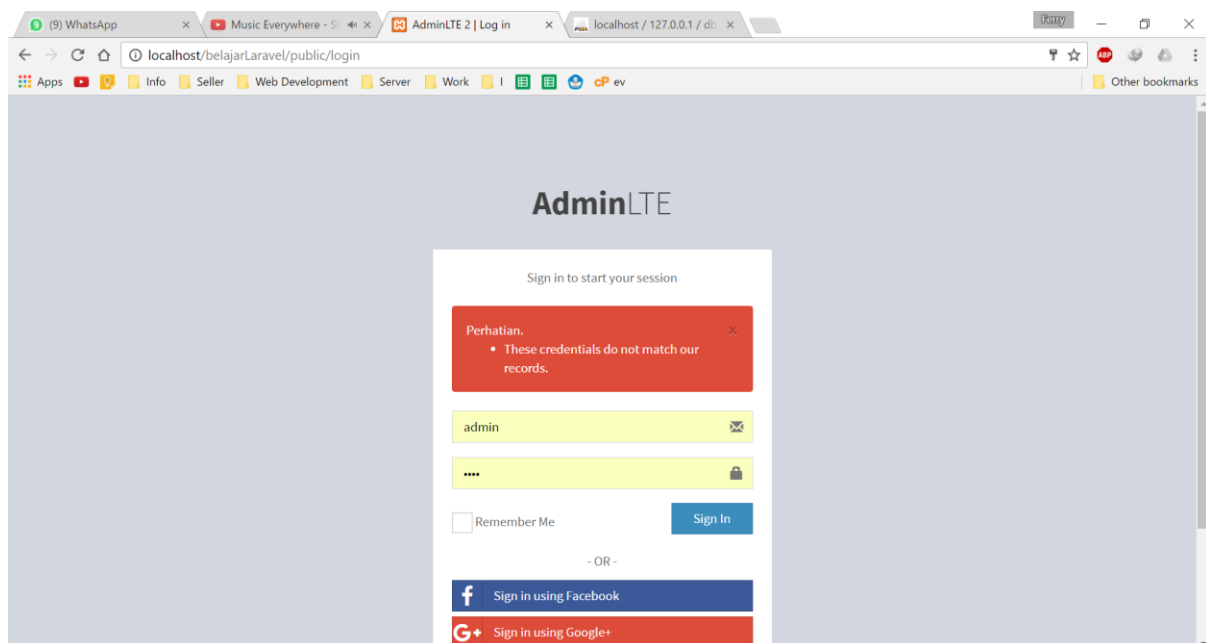 (9) WhatsApp
Music Everywhere - S
AdminLTE 2 | Log in
localhost / 127.0.0.1 / db
Ferry
localhost/belajarLaravel/public/login
ABP
Apps
Info
Seller
Web Development
Server
Work
I
cP ev
Other bookmarks
AdminLTE
Sign in to start your session
Perhatian.
×
• These credentials do not match our
records.
admin
••••
Remember Me
Sign In
- OR -
f Sign in using Facebook
G+ Sign in using Google+